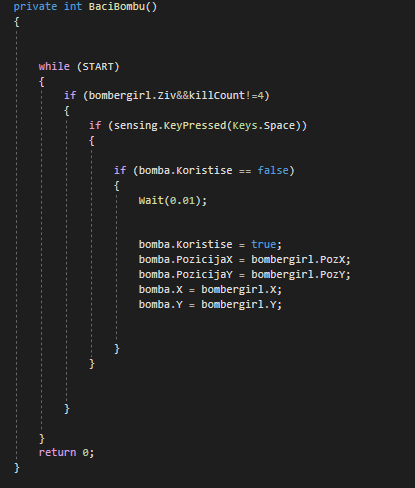 private int BaciBombu()
{
while (START)
{
if (bombergirl.Ziv&&killCount!=4)
{
if (sensing.KeyPressed(Keys.Space))
{
if (bomba.Koristise == false)
{
Wait(0.01);
bomba.Koristise = true;
bomba.PozicijaX = bombergirl.PozX;
bomba.PozicijaY = bombergirl.PozY;
bomba.X = bombergirl.X;
bomba.Y = bombergirl.Y;
}
}
}
}
return 0;
}